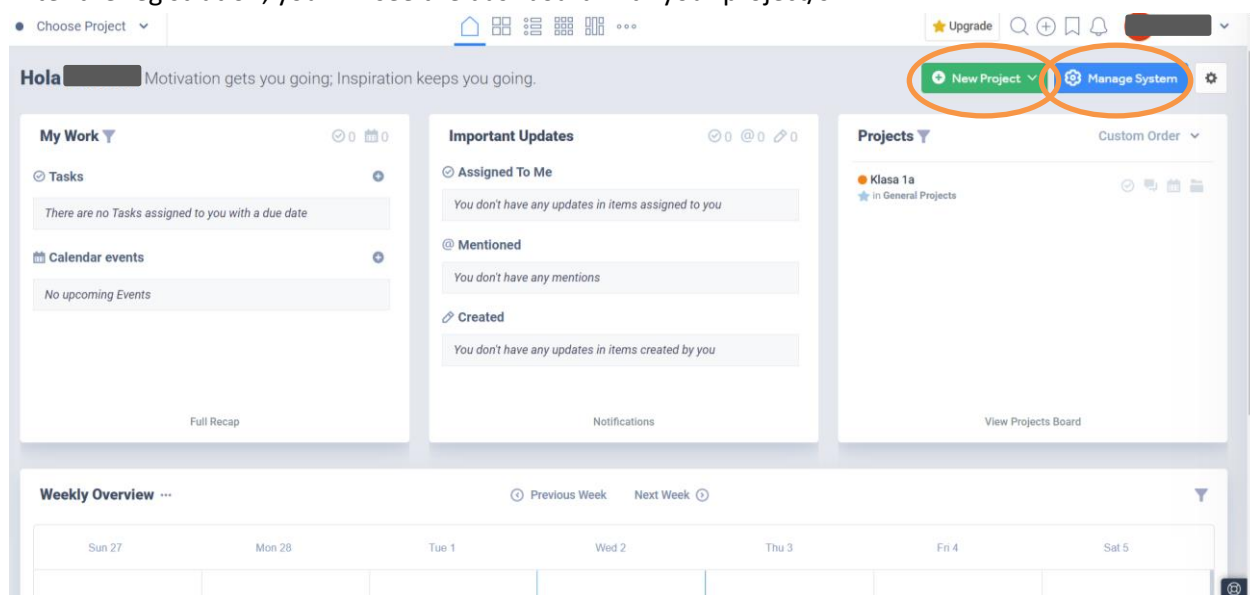 Choose Project
Upgrade
Hola Motivation gets you going; Inspiration keeps you going.
New Project
Manage System
My Work
0 0
Important Updates
0 @ 0 0
Projects
Custom Order
Tasks
There are no Tasks assigned to you with a due date
Calendar events
No upcoming Events
Full Recap
Assigned To Me
You don't have any updates in items assigned to you
@ Mentioned
You don't have any mentions
Created
You don't have any updates in items created by you
Notifications
Klasa 1a
in General Projects
View Projects Board
Weekly Overview ...
Previous Week Next Week
Sun 27 Mon 28 Tue 1 Wed 2 Thu 3 Fri 4 Sat 5